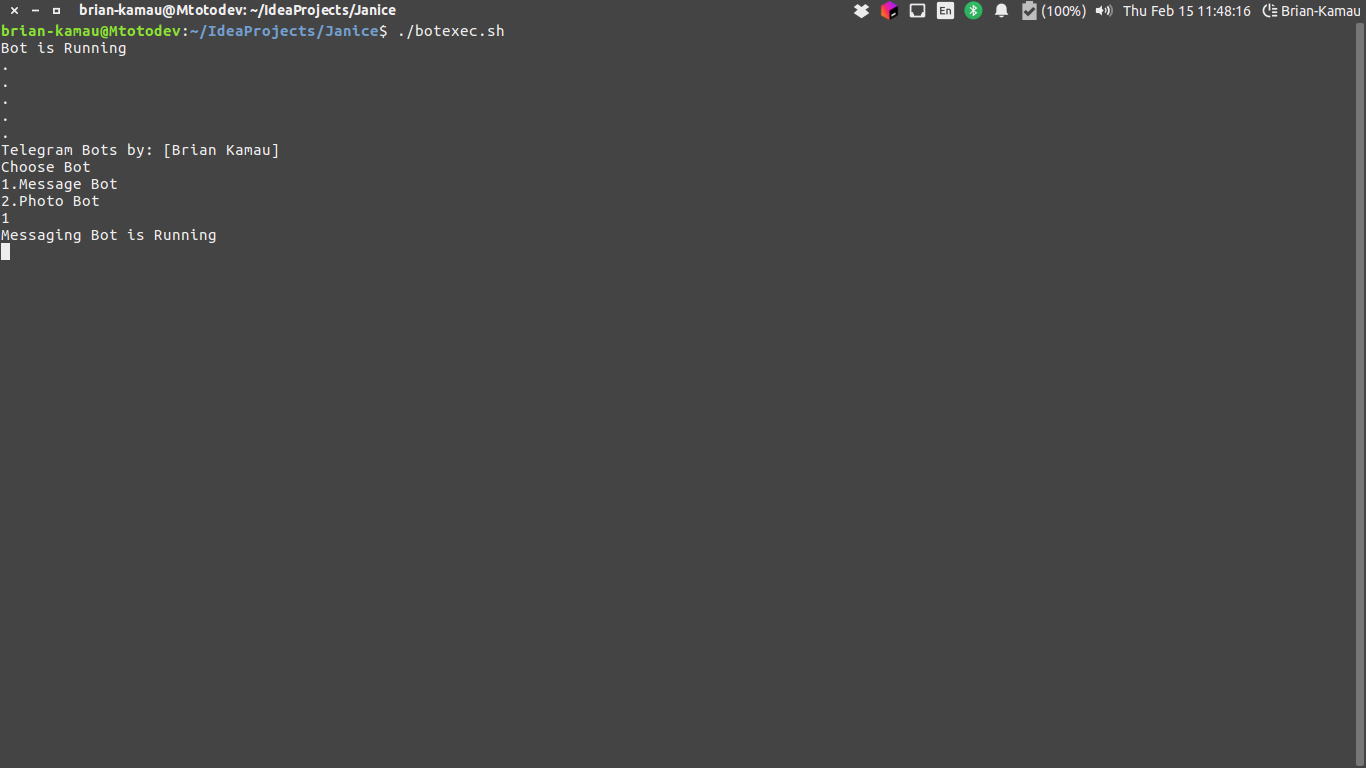 brian-kamau@Mtotodev: ~/IdeaProjects/Janice
En (100%) Thu Feb 15 11:48:16 Brian-Kamau
brian-kamau@Mtotodev:~/IdeaProjects/Janice$ ./botexec.sh
Bot is Running
.
.
.
.
.
Telegram Bots by: [Brian Kamau]
Choose Bot
1.Message Bot
2.Photo Bot
1
Messaging Bot is Running